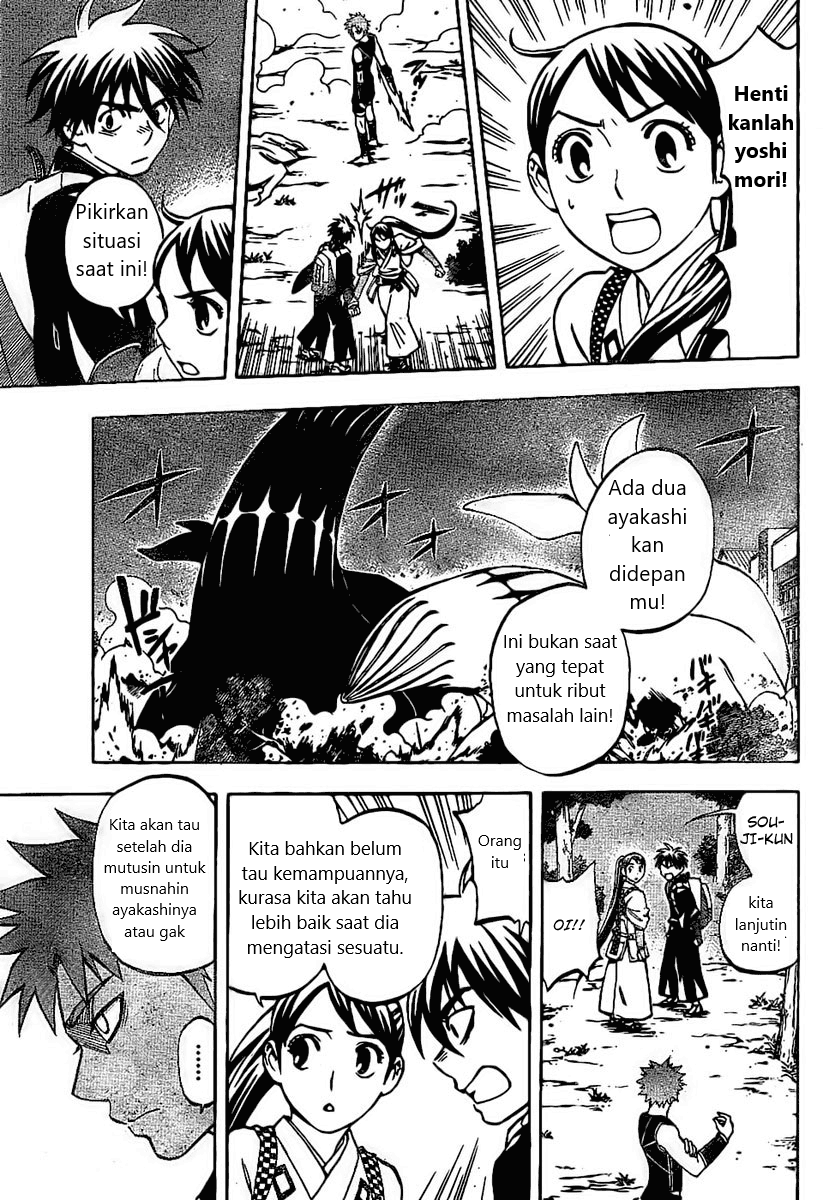 Henti
kanlah
yoshi
mori!
Pikirkan
situasi
saat ini!
Ada dua
ayakashi
kan
didepan
mu!
Ini bukan saat
yang tepat
untuk ribut
masalah lain!
SOU-
JI-KUN
kita
lanjutin
nanti!
OI!!
Orang
itu
Kita bahkan belum
tau kemampuannya,
kurasa kita akan tahu
lebih baik saat dia
mengatasi sesuatu.
Kita akan tau
setelah dia
mutusin untuk
musnahin
ayakashinya
atau gak
........